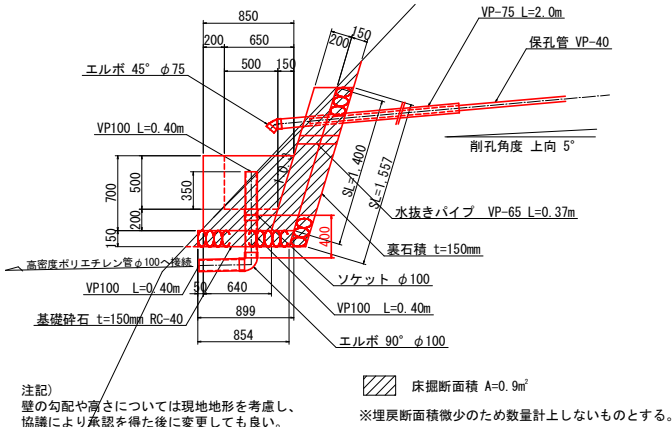 850
VP-75 L=2.0m
200
650
200
150
保孔管 VP-40
500
150
エルボ 45° φ75
VP100 L=0.40m
削孔角度 上向 5°
700
500
350
200
150
1:0.3
SL=1.400
SL=1.557
水抜きパイプ VP-65 L=0.37m
400
裏石積 t=150mm
高密度ポリエチレン管φ100へ接続
ソケット φ100
VP100 L=0.40m
50
640
VP100 L=0.40m
基礎砕石 t=150mm RC-40
899
エルボ 90° φ100
854
注記)
壁の勾配や高さについては現地地形を考慮し、
協議により承認を得た後に変更しても良い。
床掘断面積 A=0.9㎡
※埋戻断面積微少のため数量計上しないものとする。